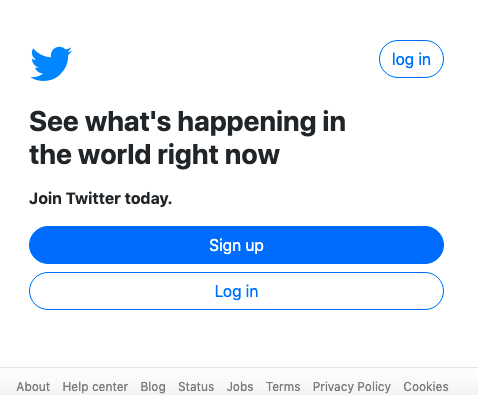 log in
See what's happening in
the world right now
Join Twitter today.
Sign up
Log in
About Help center Blog Status Jobs Terms Privacy Policy Cookies